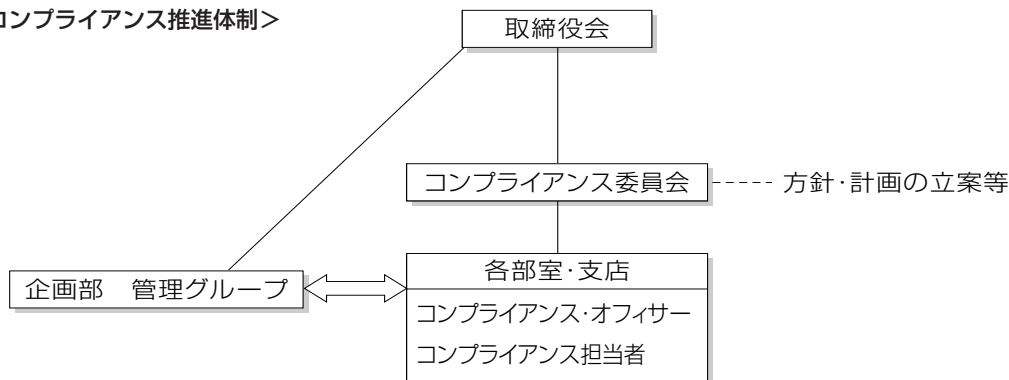 コンプライアンス推進体制＞
取締役会
コンプライアンス委員会
方針・計画の立案等
企画部　管理グループ
各部室・支店
コンプライアンス・オフィサー
コンプライアンス担当者